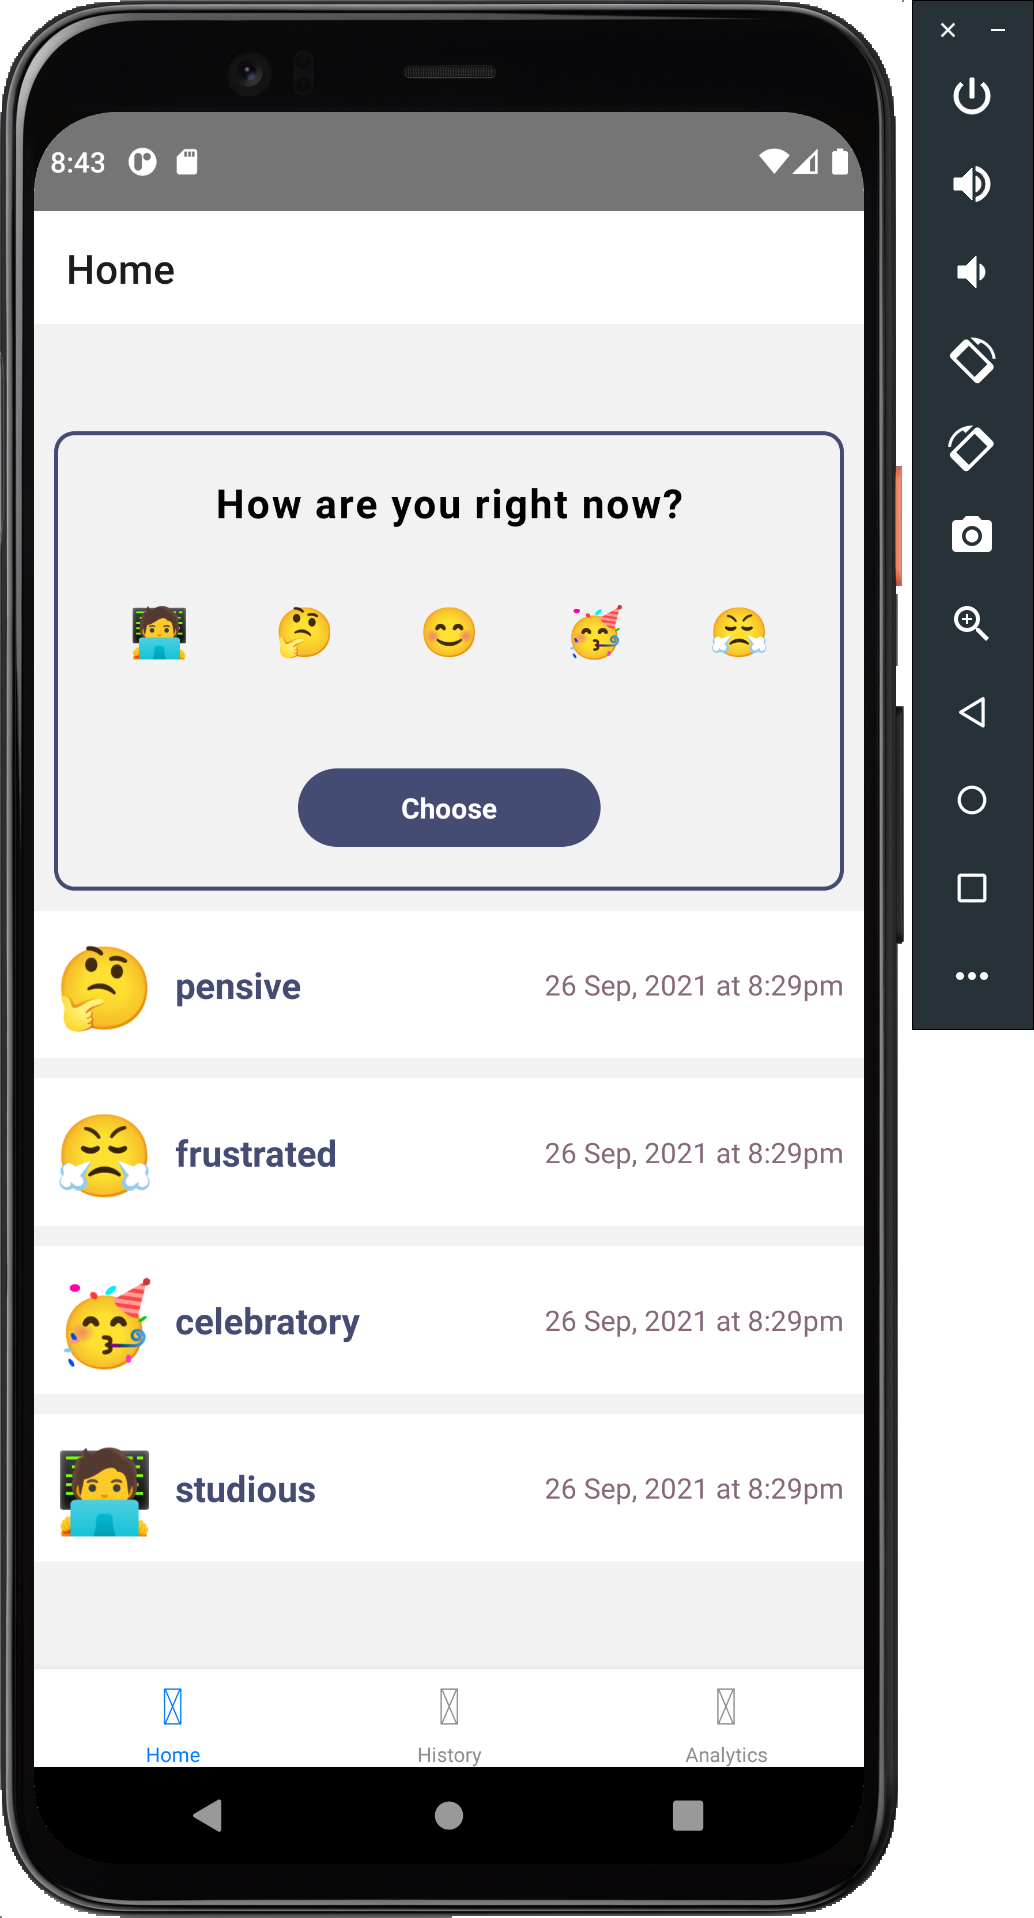 8:43
Home
How are you right now?
Choose
pensive 26 Sep, 2021 at 8:29pm
frustrated 26 Sep, 2021 at 8:29pm
celebratory 26 Sep, 2021 at 8:29pm
studious 26 Sep, 2021 at 8:29pm
Home History Analytics